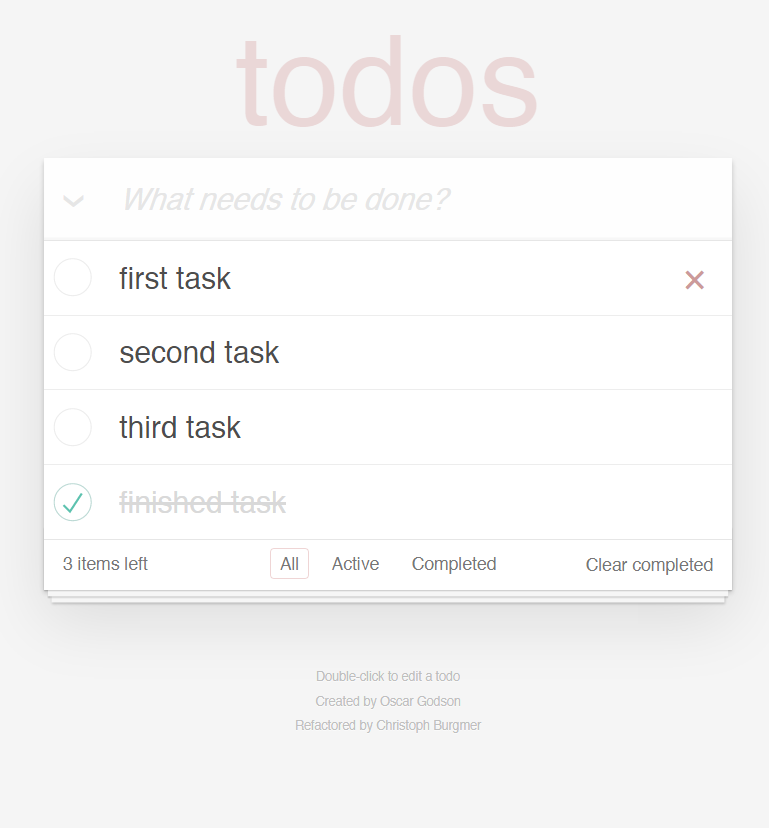 todos
What needs to be done?
first task
second task
third task
finished task
3 items left All Active Completed Clear completed
Double-click to edit a todo
Created by Oscar Godson
Refactored by Christoph Burgmer